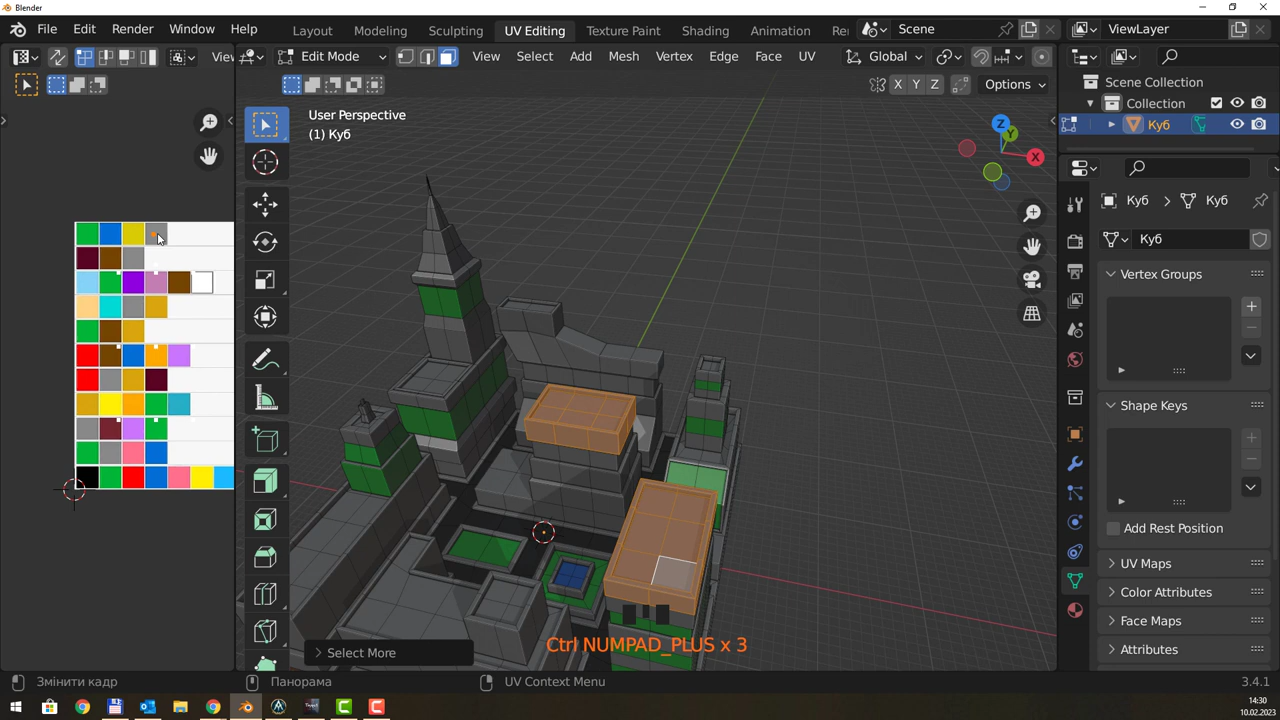 Blender
File Edit Render Window Help
Layout Modeling Sculpting UV Editing Texture Paint Shading Animation Re
Scene
ViewLayer
Viev
Edit Mode
View Select Add Mesh Vertex Edge Face UV
Global
X Y Z
Options
User Perspective
(1) Куб
Scene Collection
Collection
Куб
Куб > Куб
Куб
Vertex Groups
Shape Keys
Add Rest Position
UV Maps
Color Attributes
Face Maps
Attributes
Z
Y
X
Ctrl NUMPAD_PLUS x 3
> Select More
Змінити кадр
Панорама
UV Context Menu
3.4.1
14:30
10.02.2023